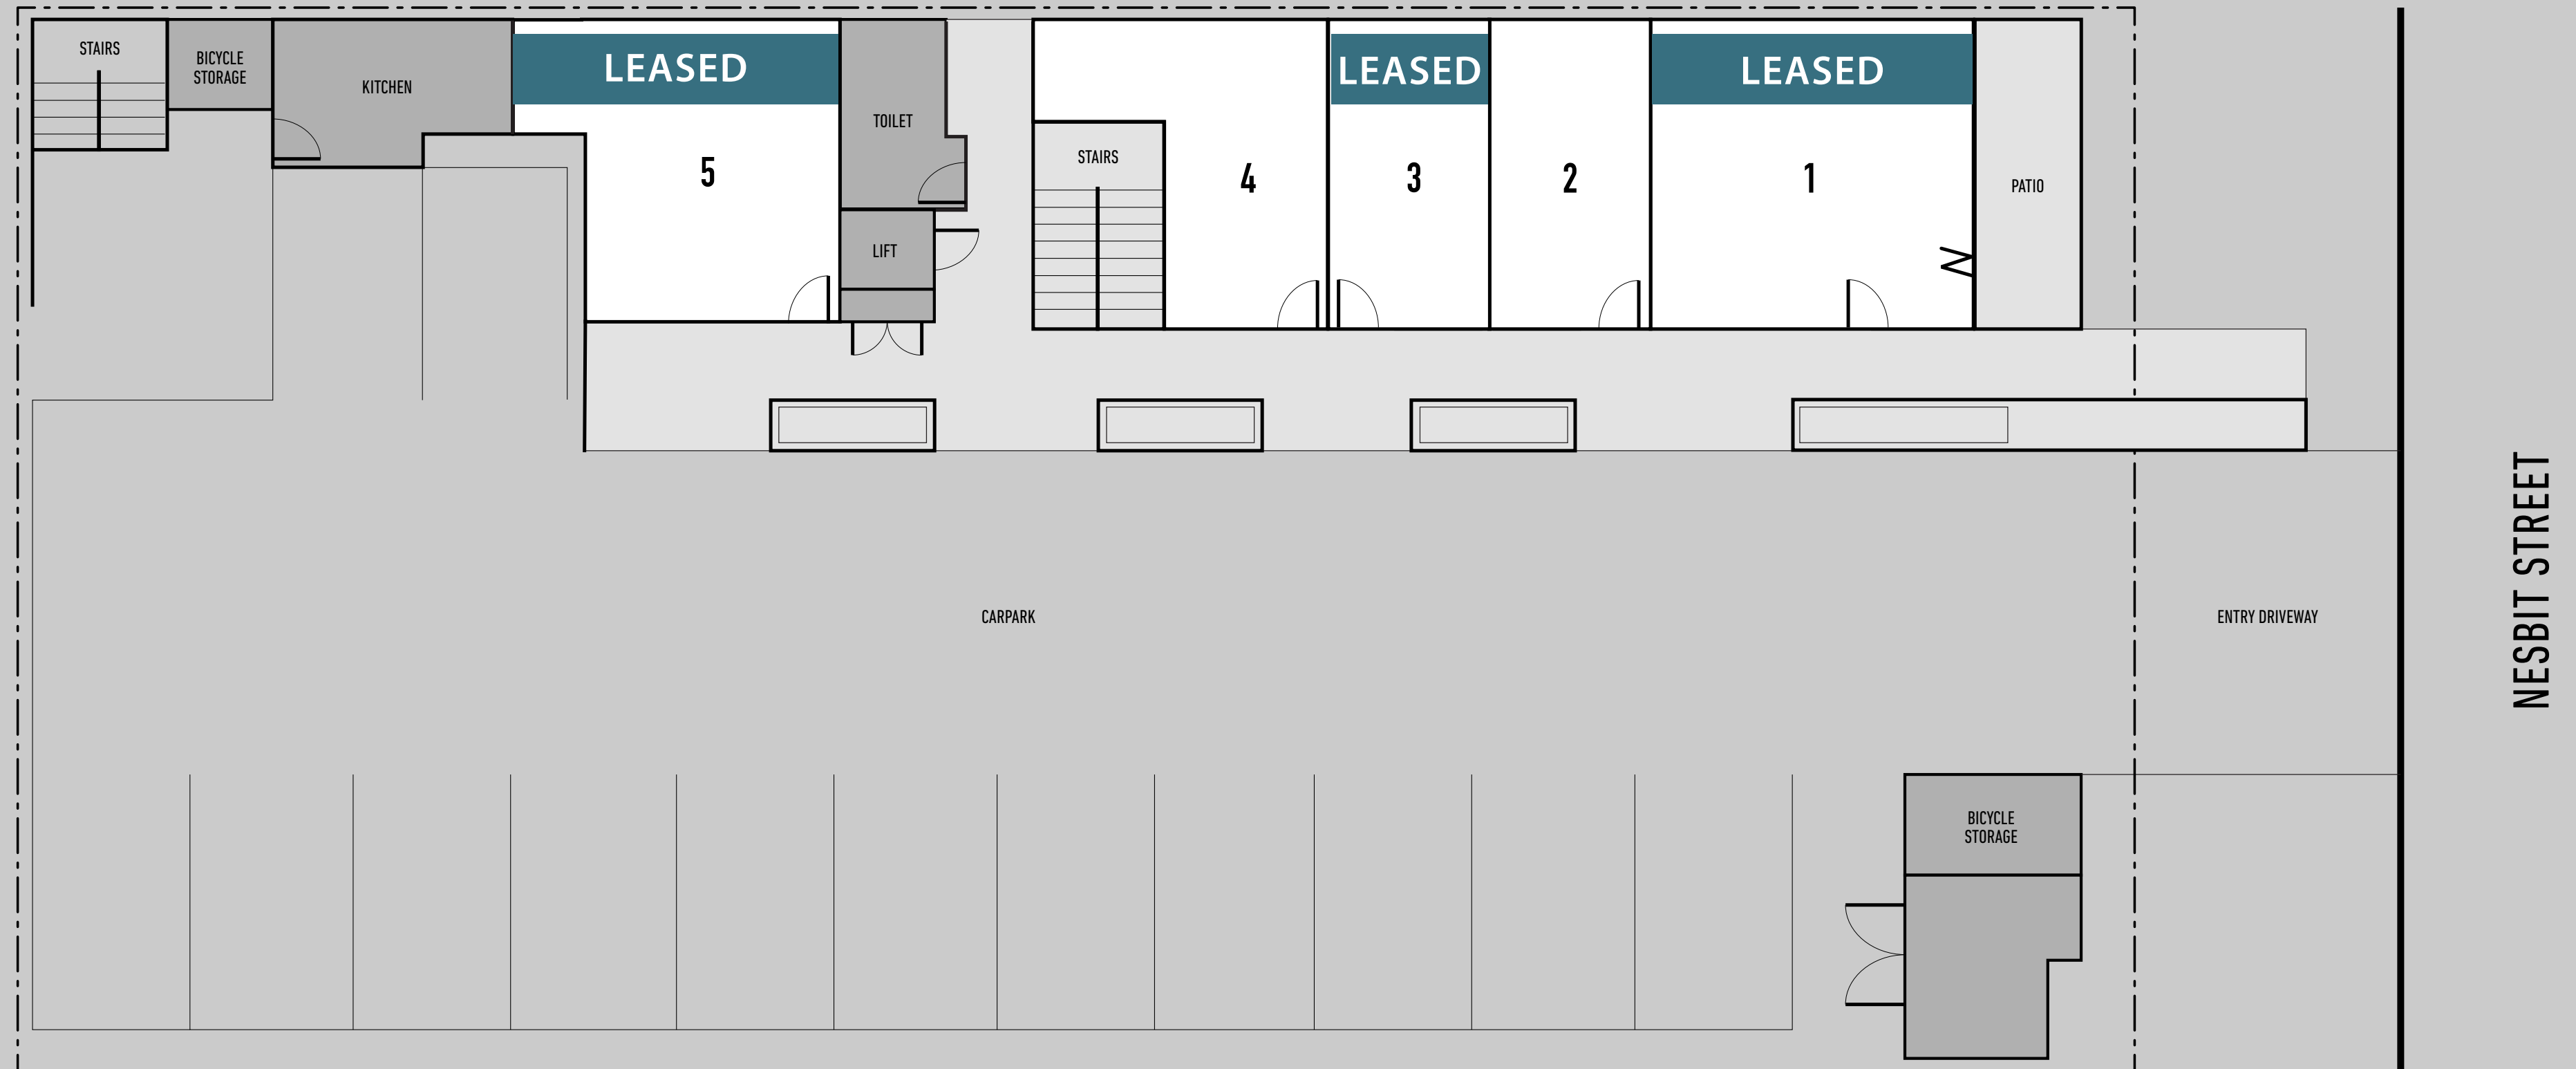 STAIRS
BICYCLE
STORAGE
KITCHEN
LEASED
5
TOILET
LIFT
STAIRS
4
LEASED
3
2
LEASED
1
PATIO
CARPARK
ENTRY DRIVEWAY
NESBIT STREET
BICYCLE
STORAGE